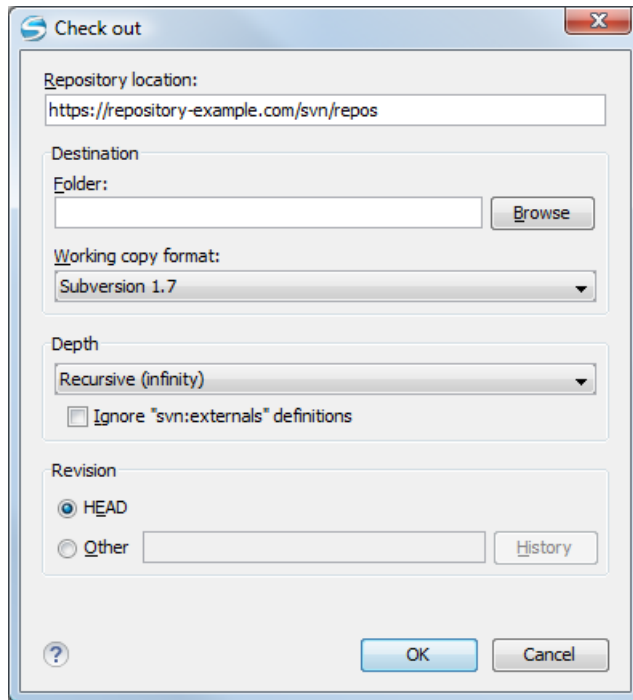 Check out
Repository location:
https://repository-example.com/svn/repos
Destination
Folder:
Browse
Working copy format:
Subversion 1.7
Depth
Recursive (infinity)
Ignore "svn:externals" definitions
Revision
HEAD
Other History
? OK Cancel